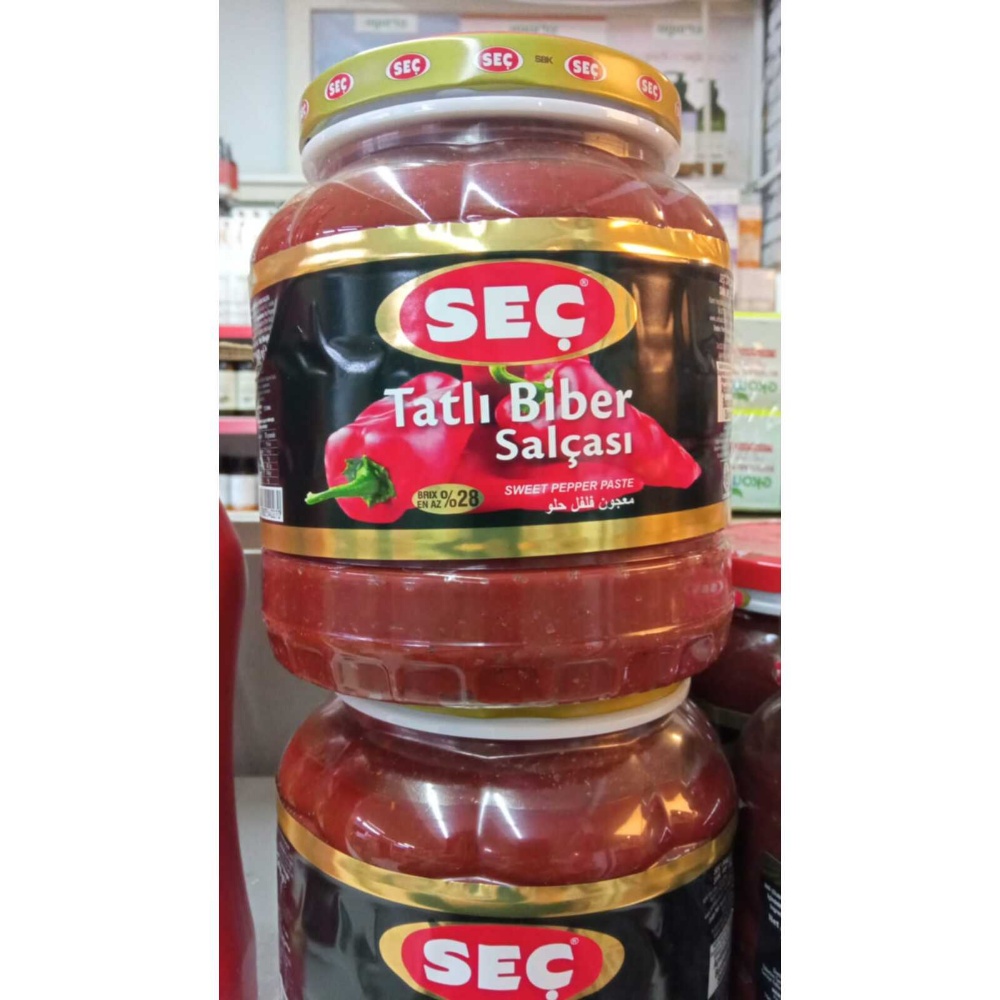 SEÇ SEÇ SEÇ SBK SEÇ SEÇ
SEÇ®
Tatlı Biber
Salçası
SWEET PEPPER PASTE
معجون فلفل حلو
BRIX
EN AZ %28
SEÇ®